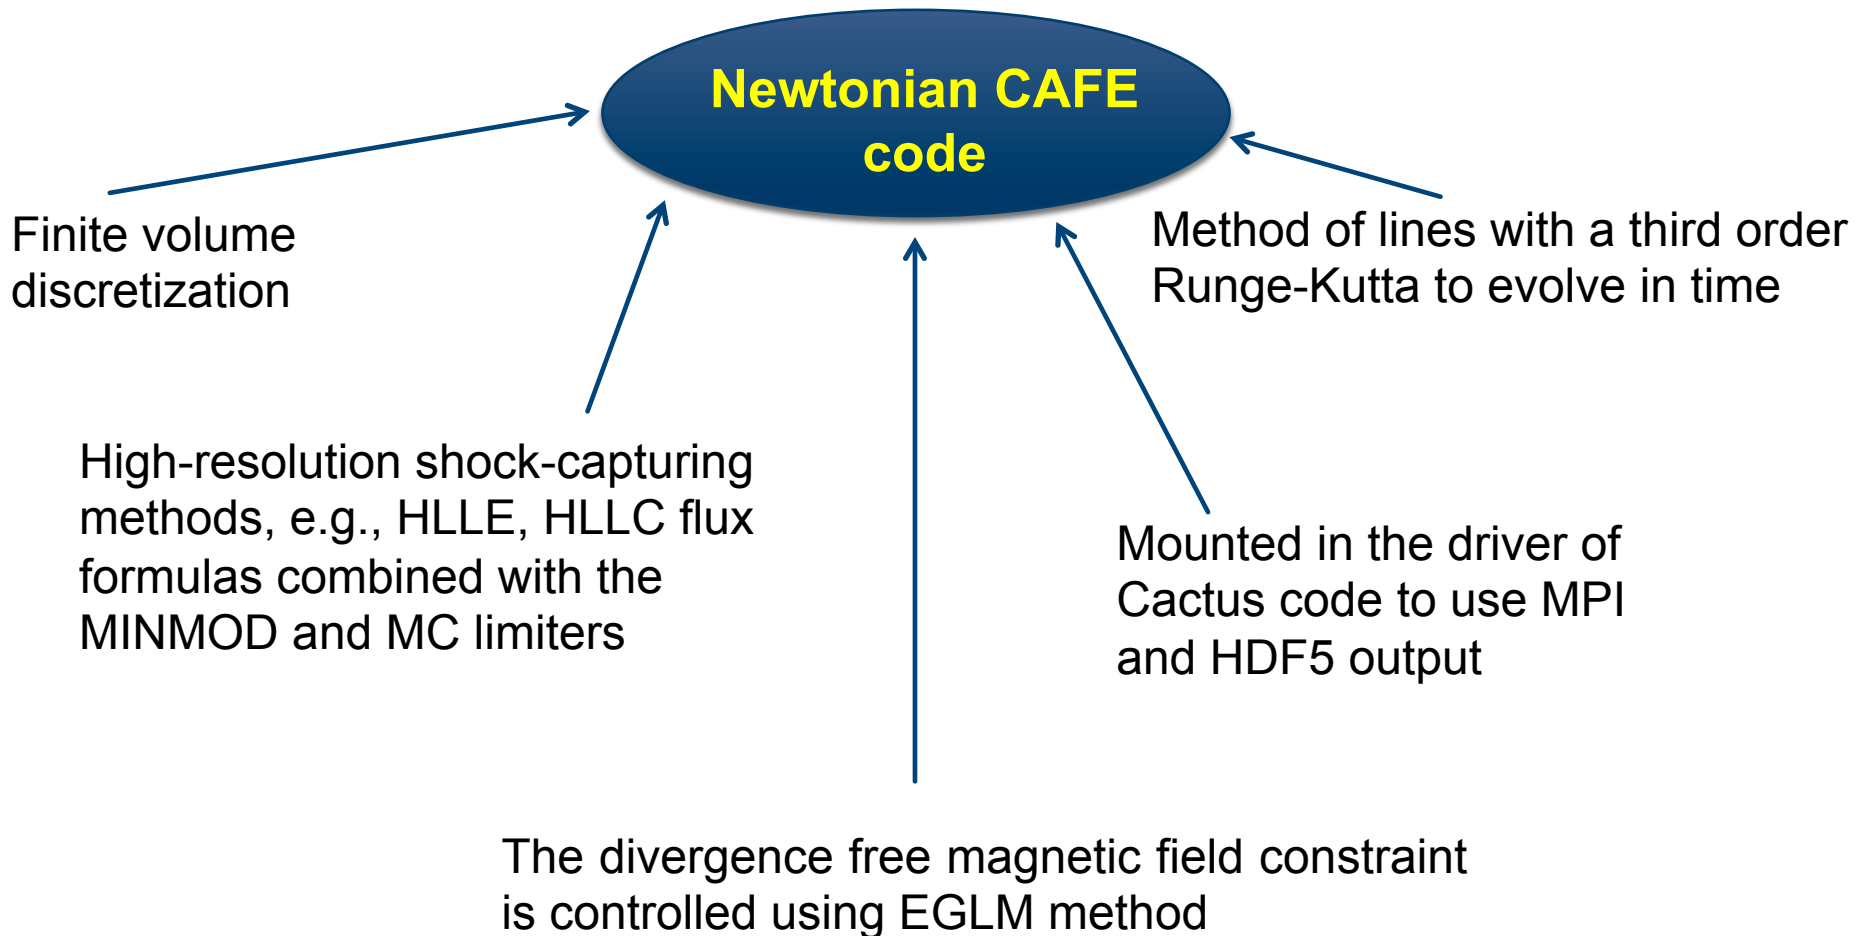 Newtonian CAFE
code
Finite volume
discretization
Method of lines with a third order
Runge-Kutta to evolve in time
High-resolution shock-capturing
methods, e.g., HLLE, HLLC flux
formulas combined with the
MINMOD and MC limiters
Mounted in the driver of
Cactus code to use MPI
and HDF5 output
The divergence free magnetic field constraint
is controlled using EGLM method